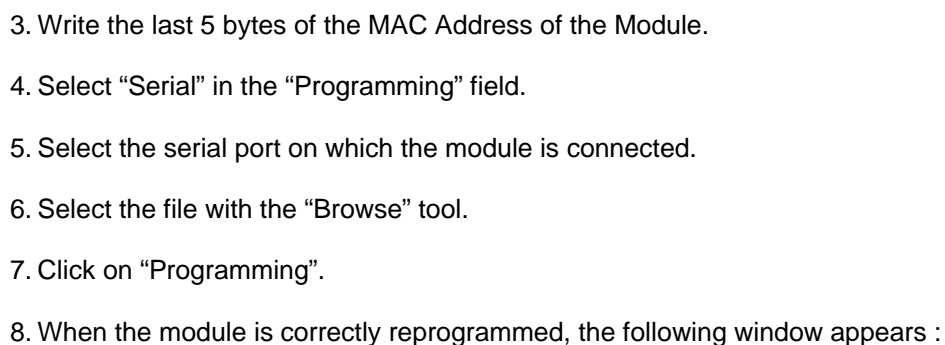 3. Write the last 5 bytes of the MAC Address of the Module.
4. Select “Serial” in the “Programming” field.
5. Select the serial port on which the module is connected.
6. Select the file with the “Browse” tool.
7. Click on “Programming”.
8. When the module is correctly reprogrammed, the following window appears :